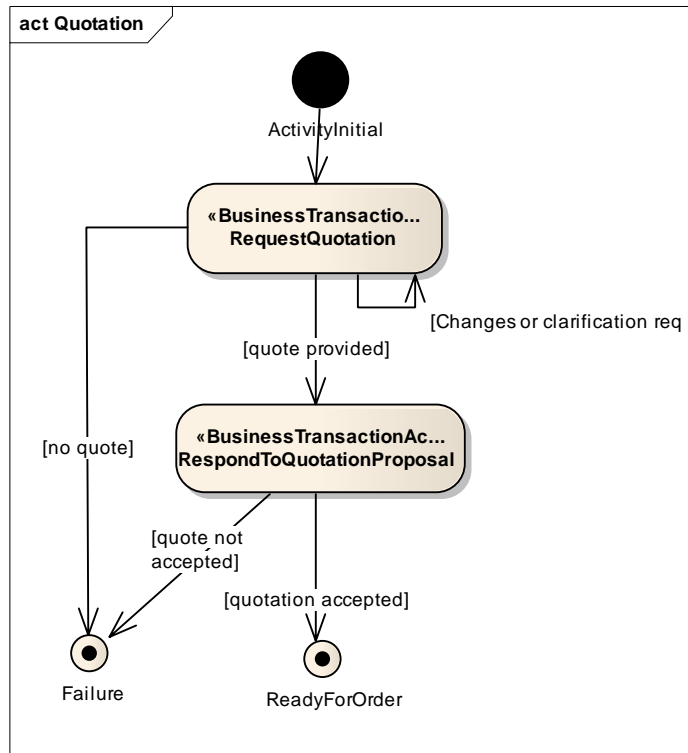 act Quotation
ActivityInitial
«BusinessTransactio...
RequestQuotation
[Changes or clarification req
[quote provided]
«BusinessTransactionAc...
RespondToQuotationProposal
[no quote]
[quote not
accepted]
[quotation accepted]
Failure
ReadyForOrder